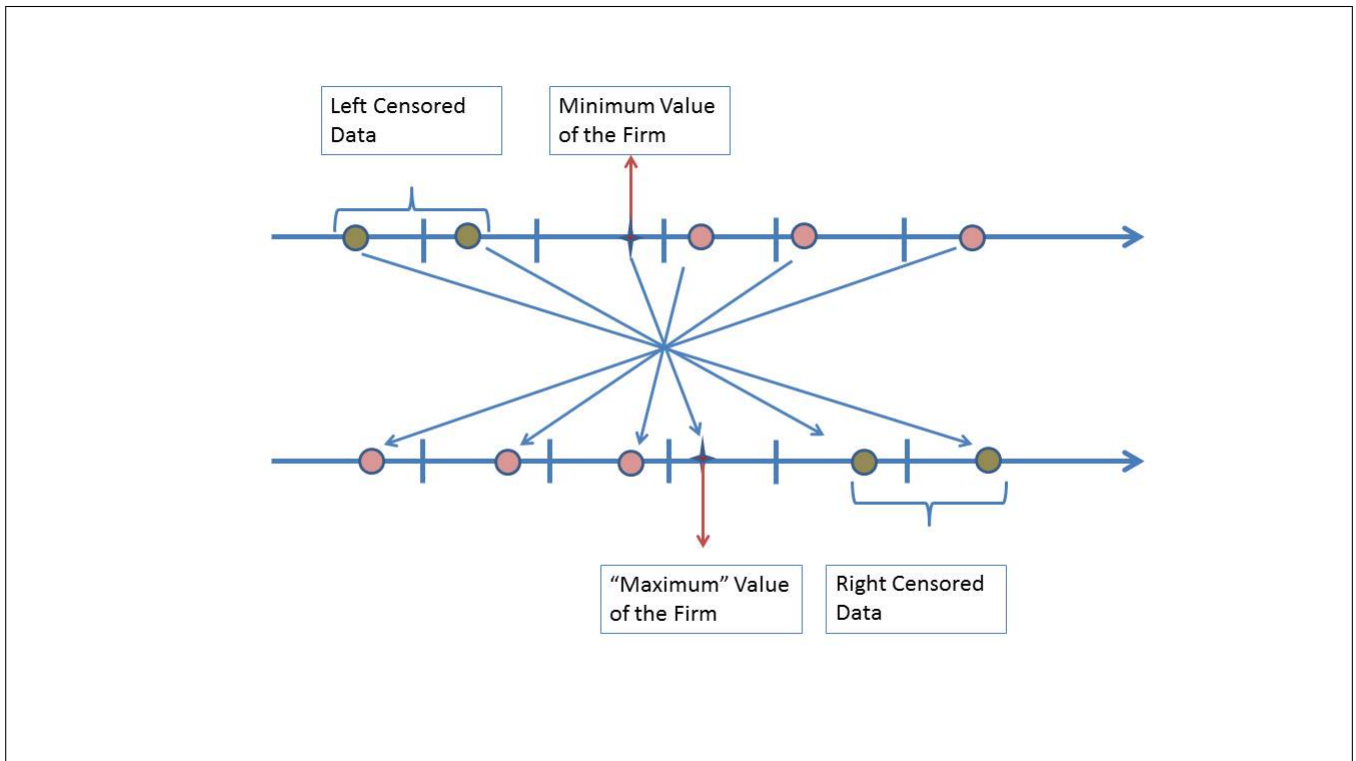 Left Censored
Data
Minimum Value
of the Firm
“Maximum” Value
of the Firm
Right Censored
Data